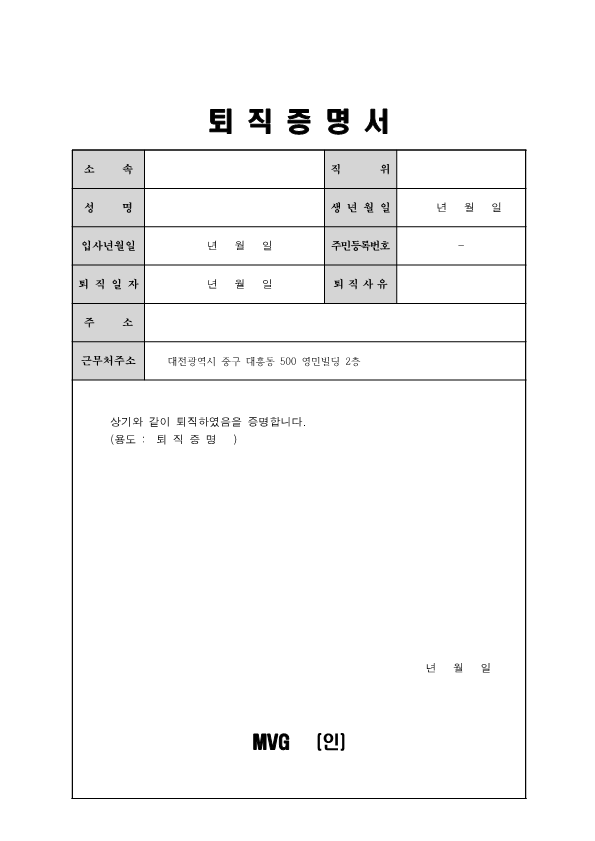 퇴 직 증 명 서
소 속 직 위
성 명 생 년 월 일 년 월 일
입사년월일 년 월 일 주민등록번호 -
퇴 직 일 자 년 월 일 퇴 직 사 유
주 소
근무처주소 대전광역시 중구 대흥동 500 영민빌딩 2층
상기와 같이 퇴직하였음을 증명합니다.
(용도 : 퇴 직 증 명 )
년 월 일
MVG [인]